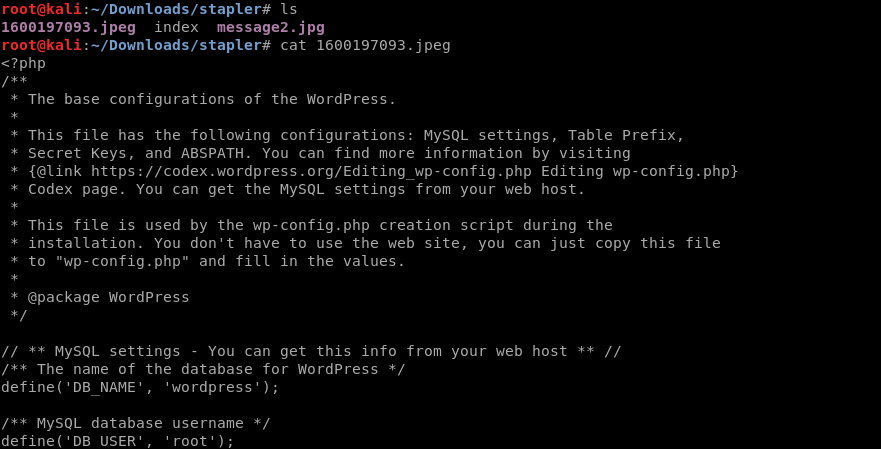 root@kali:~/Downloads/stapler# ls
1600197093.jpeg  index  message2.jpg
root@kali:~/Downloads/stapler# cat 1600197093.jpeg
<?php
/**
 * The base configurations of the WordPress.
 *
 * This file has the following configurations: MySQL settings, Table Prefix,
 * Secret Keys, and ABSPATH. You can find more information by visiting
 * {@link https://codex.wordpress.org/Editing_wp-config.php Editing wp-config.php}
 * Codex page. You can get the MySQL settings from your web host.
 *
 * This file is used by the wp-config.php creation script during the
 * installation. You don't have to use the web site, you can just copy this file
 * to "wp-config.php" and fill in the values.
 *
 * @package WordPress
 */

// ** MySQL settings - You can get this info from your web host ** //
/** The name of the database for WordPress */
define('DB_NAME', 'wordpress');

/** MySQL database username */
define('DB_USER', 'root');